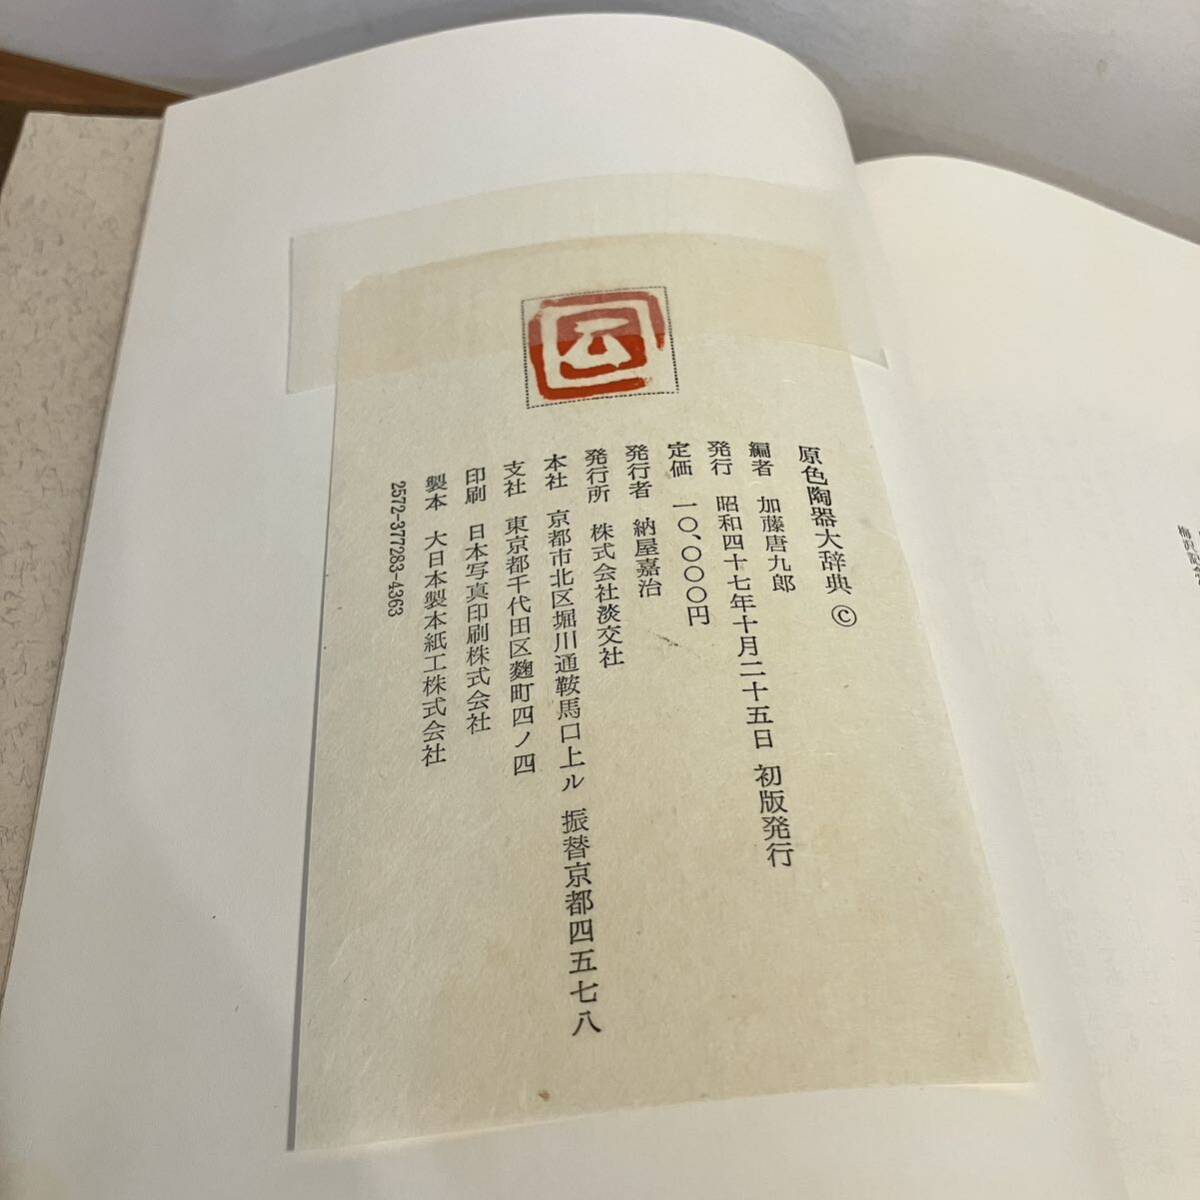 原色陶器大辞典 ©
編者 加藤唐九郎
発行 昭和四十七年十月二十五日 初版発行
定価 一〇、〇〇〇円
発行者 納屋嘉治
発行所 株式会社淡交社
本社 京都市北区堀川通鞍馬口上ル 振替京都四五七八
支社 東京都千代田区麴町四ノ四
印刷 日本写真印刷株式会社
製本 大日本製本紙工株式会社
2572-377283-4363